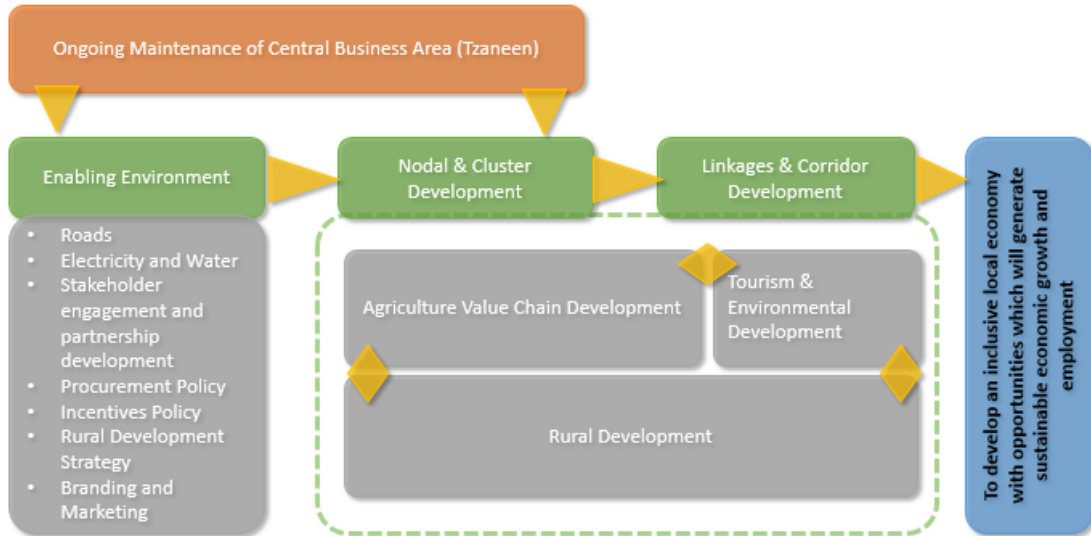 Ongoing Maintenance of Central Business Area (Tzaneen)
Enabling Environment
Nodal & Cluster
Development
Linkages & Corridor
Development
• Roads
• Electricity and Water
• Stakeholder
engagement and
partnership
development
• Procurement Policy
• Incentives Policy
• Rural Development
Strategy
• Branding and
Marketing
Agriculture Value Chain Development
Tourism &
Environmental
Development
Rural Development
To develop an inclusive local economy
with opportunities which will generate
sustainable economic growth and
employment